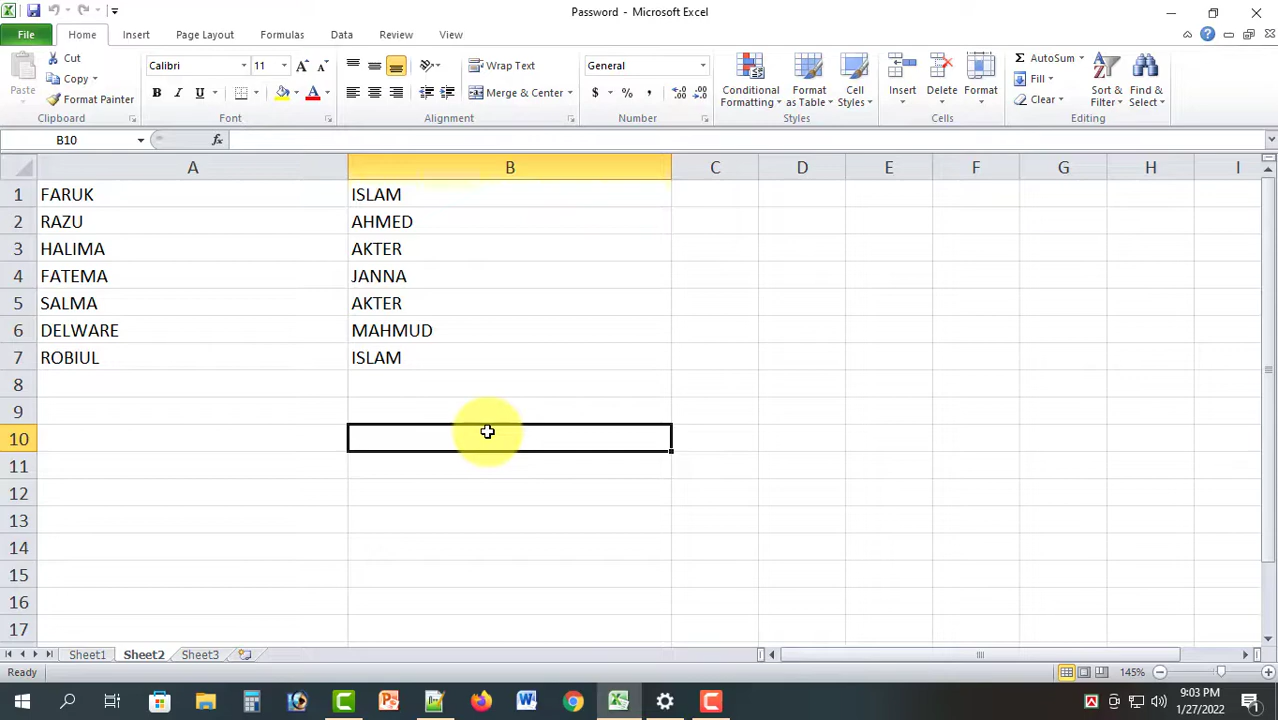 Password - Microsoft Excel
File Home Insert Page Layout Formulas Data Review View
Cut
Copy
Format Painter
Paste
Clipboard
Calibri 11
B I U
Font
Wrap Text
Merge & Center
Alignment
General
$ % ,
Number
Conditional Formatting
Format as Table
Cell Styles
Styles
Insert
Delete
Format
Cells
AutoSum
Fill
Clear
Sort & Filter
Find & Select
Editing
B10 fx
A B C D E F G H I
1 FARUK ISLAM
2 RAZU AHMED
3 HALIMA AKTER
4 FATEMA JANNA
5 SALMA AKTER
6 DELWARE MAHMUD
7 ROBIUL ISLAM
8
9
10
11
12
13
14
15
16
17
Sheet1 Sheet2 Sheet3
Ready 145%
9:03 PM
1/27/2022